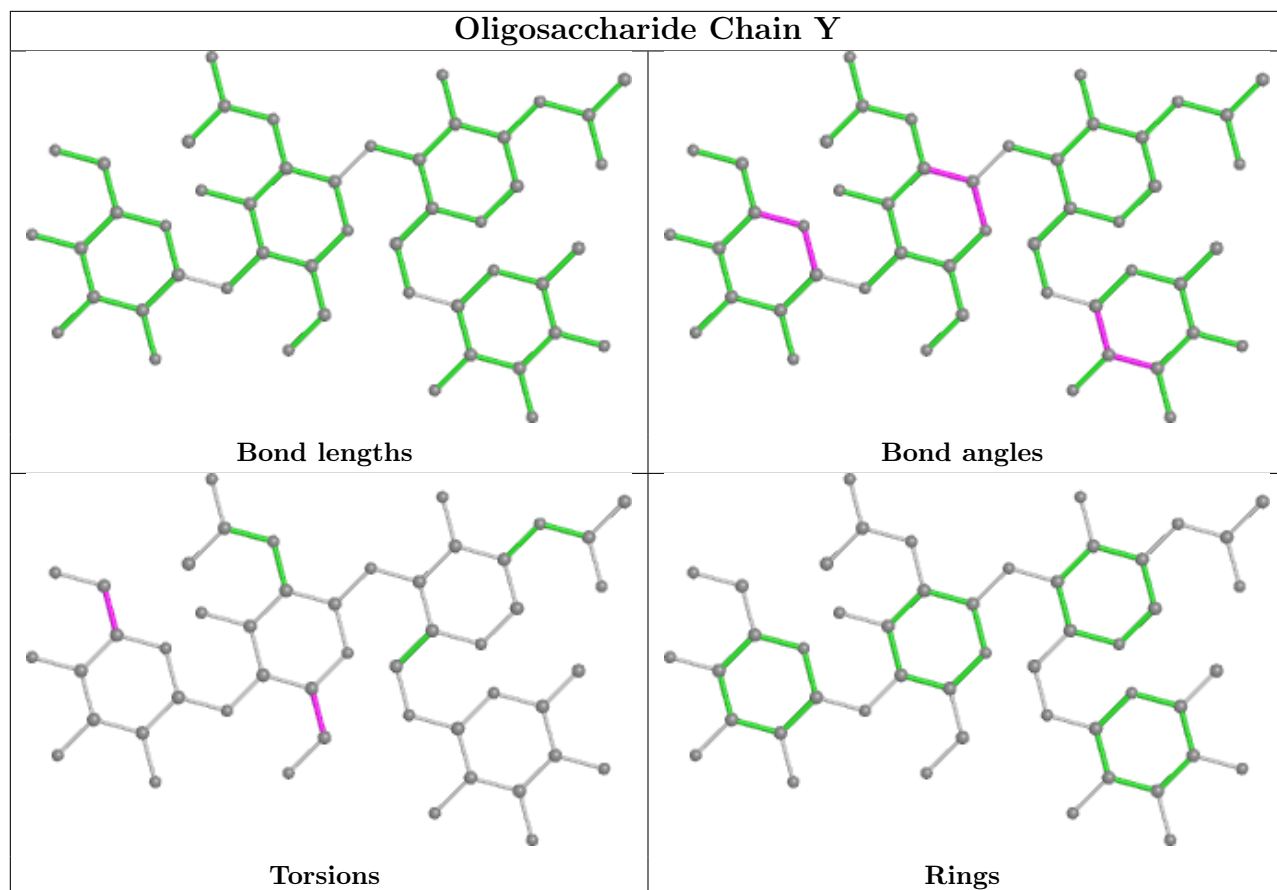 Oligosaccharide Chain Y
Bond lengths
Bond angles
Torsions
Rings